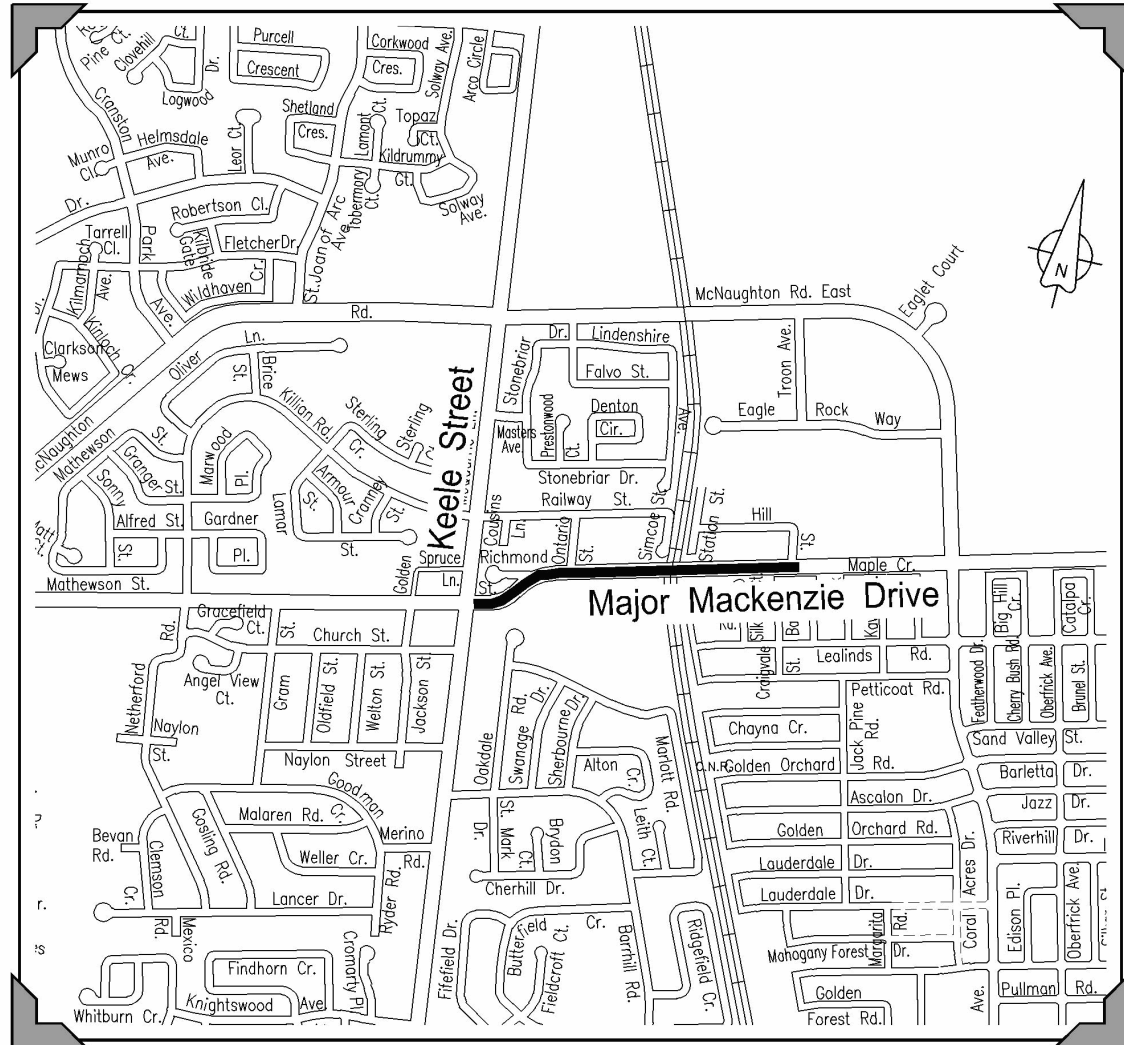 Pine Ct.
Clovehill
Ct.
Dr.
Logwood
Purcell
Crescent
Corkwood
Cres.
Solway Ave.
Arco Circle
Cranston
Shetland
Cres.
Lamont
Ct.
Topaz
Ct.
Kildrummy
Gt.
Munro
Cl.
Helmsdale
Ave.
Leor Ct.
Tobermory
Ct.
Solway
Ave.
Dr.
Robertson Cl.
St.Joan of Arc
Ave.
Tarrell
Cl.
Park
Ave.
Kilbride
Gate
Fletcher Dr.
Kilmarnoch
Ave.
Wildhaven
Cr.
Kinloch Cr.
Clarkson
Mews
Rd.
McNaughton Rd. East
Eaglet Court
N
Oliver
Ln.
Brice
St.
Killian Rd.
Sterling
Cr.
Sterling
Keele Street
Stonebriar
Dr.
Lindenshire
Ave.
Falvo St.
Denton
Cir.
Prestonwood
Ct.
Masters
Ave.
Stonebriar Dr.
Troon Ave.
Eagle Rock Way
Mathewson
St.
Granger
St.
Marwood
Pl.
Sonny
St.
Alfred St.
Gardner
Pl.
Lamar
St.
Armour
St.
Cranney
St.
Mathewson St.
Railway St.
Cousins
Ln.
Richmond
St.
Ontario
St.
Simcoe St.
Station St.
Hill
St.
Golden
Spruce
Ln.
Maple Cr.
Major Mackenzie Drive
Gracefield
Ct.
Church St.
Netherford
Rd.
Angel View
Ct.
Gram
St.
Oldfield St.
Welton St.
Jackson St.
Naylon
St.
Naylon Street
Goodman
Cr.
Malaren Rd.
Merino
Rd.
Weller Cr.
Gosling Rd.
Bevan
Rd.
Clemson
Cr.
Lancer Dr.
Ryder Rd.
Mexico
Rd.
Findhorn Cr.
Knightswood
Ave.
Cromarty Pl.
Whitburn Cr.
Oakdale
Rd.
Swanage
Dr.
Sherbourne Dr.
Alton
Cr.
Marlott Rd.
Leith Ct.
St. Mark
Dr.
Brydon
Ct.
Cherhill Dr.
Fifefield Dr.
Butterfield
Cr.
Fieldcroft Ct.
Barrhill Rd.
Ridgefield Cr.
C.N.R.
Rd.
Craigvale
St.
Lealinds Rd.
Petticoat Rd.
Chayna Cr.
Jack Pine
Rd.
Golden Orchard
Rd.
Ascalon Dr.
Golden
Orchard Rd.
Lauderdale
Dr.
Lauderdale
Dr.
Margarita
Rd.
Mahogany Forest
Dr.
Golden
Forest Rd.
Coral Acres Dr.
Ave.
Featherwood Dr.
Big Hill
Cr.
Cherry Bush Rd.
Oberfrick Ave.
Catalpa
Cr.
Brunel St.
Sand Valley St.
Barletta Dr.
Jazz Dr.
Riverhill Dr.
Edison Pl.
Oberfrick Ave.
Pullman Rd.